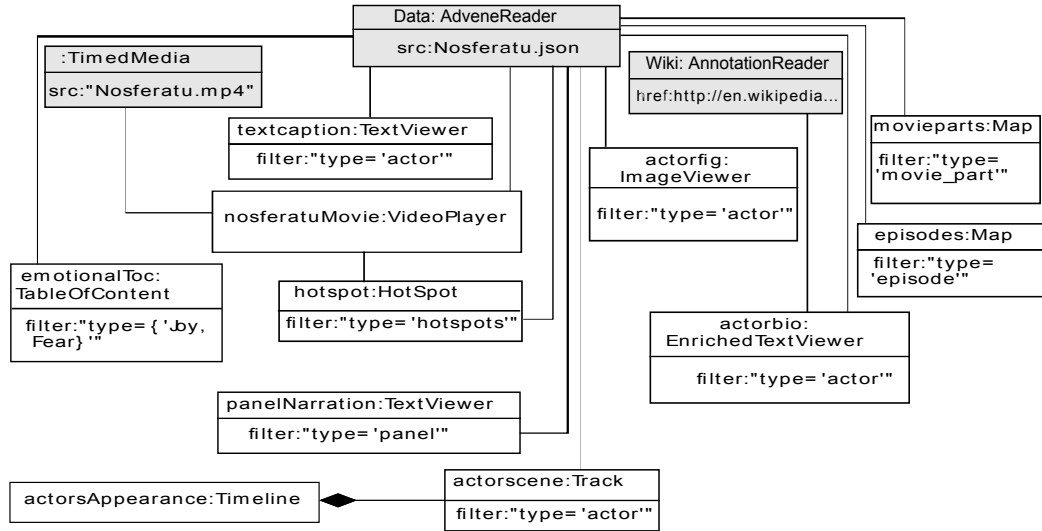 Data: AdveneReader
src:Nosferatu.json
:TimedMedia
src:"Nosferatu.mp4"
Wiki: AnnotationReader
href:http://en.wikipedia...
textcaption:TextViewer
filter:"type= 'actor'"
actorfig:
ImageViewer
filter:"type= 'actor'"
movieparts:Map
filter:"type=
'movie_part'"
nosferatuMovie:VideoPlayer
episodes:Map
filter:"type=
'episode'"
emotionalToc:
TableOfContent
filter:"type= { 'Joy,
Fear} '"
hotspot:HotSpot
filter:"type= 'hotspots'"
actorbio:
EnrichedTextViewer
filter:"type= 'actor'"
panelNarration:TextViewer
filter:"type= 'panel'"
actorsAppearance:Timeline
actorscene:Track
filter:"type= 'actor'"